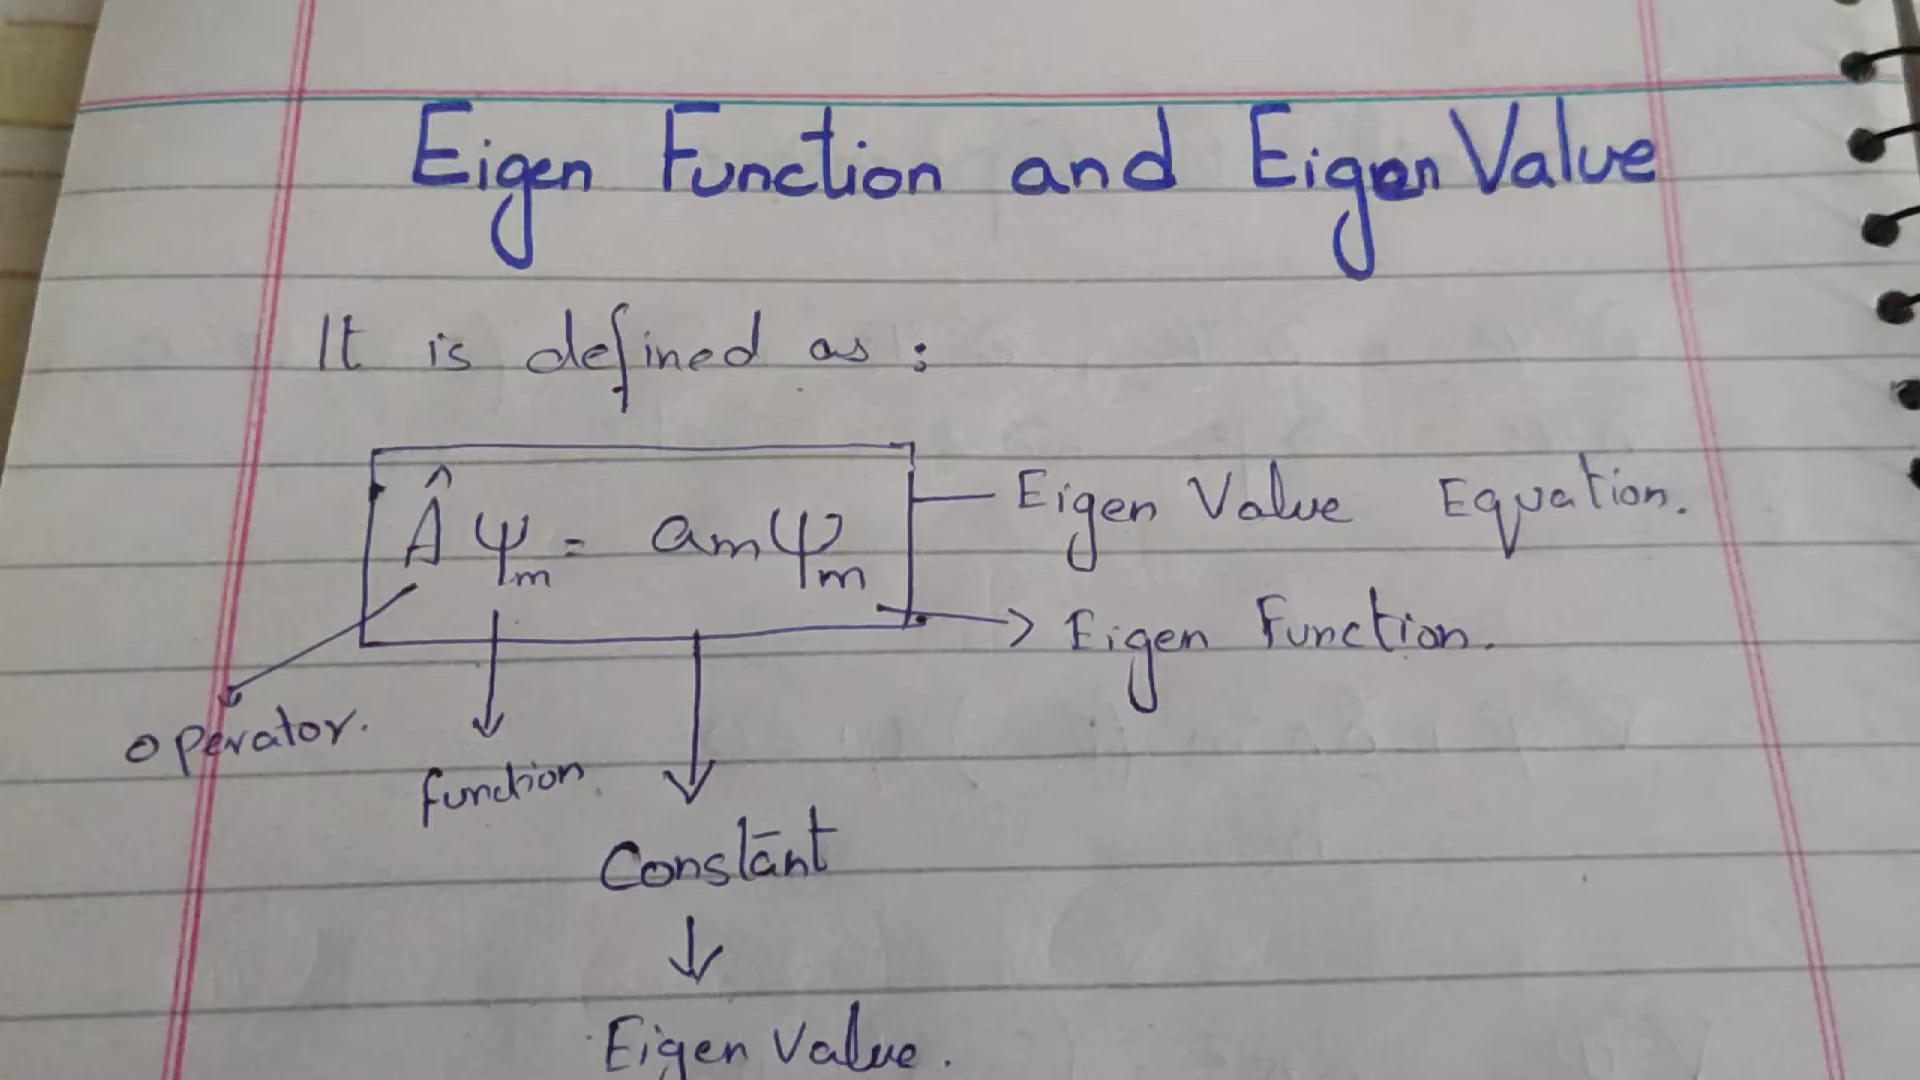 Eigen Function and Eigen Value
It is defined as :
Âψm = amψm — Eigen Value Equation.
→ Eigen Function.
operator.
function.
Constant
↓
Eigen Value.